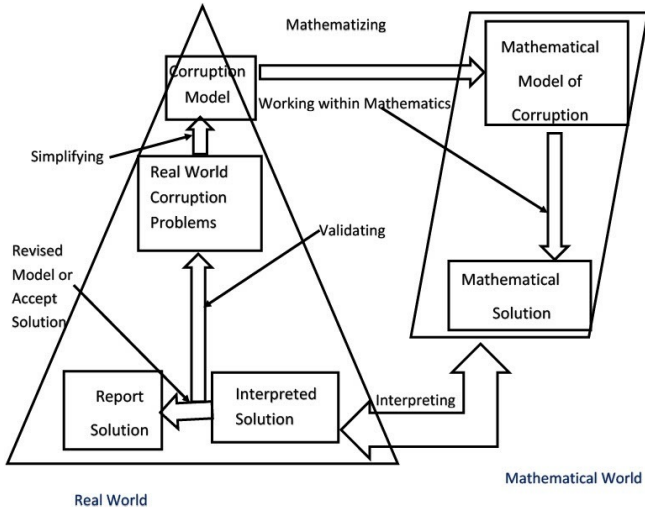 Mathematizing
Corruption
Model
Mathematical
Model of
Corruption
Working within Mathematics
Simplifying
Real World
Corruption
Problems
Validating
Revised
Model or
Accept
Solution
Mathematical
Solution
Report
Solution
Interpreted
Solution
Interpreting
Real World
Mathematical World